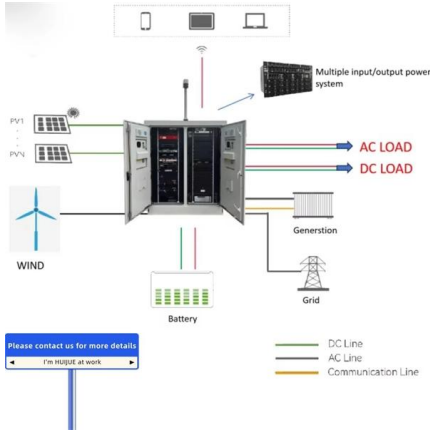 Multiple input/output power
system
PV1
PVN
AC LOAD
DC LOAD
WIND
Generstion
Grid
Battery
Please contact us for more details
I'm HUIJUE at work
DC Line
AC Line
Communication Line